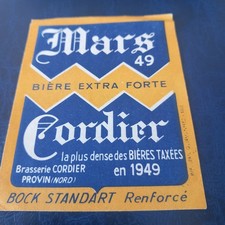 Mars
49
BIÈRE EXTRA FORTE
Cordier
la plus dense des BIÈRES TAXÉES
Brasserie CORDIER en 1949
PROVIN (NORD)
BOCK STANDART Renforcé